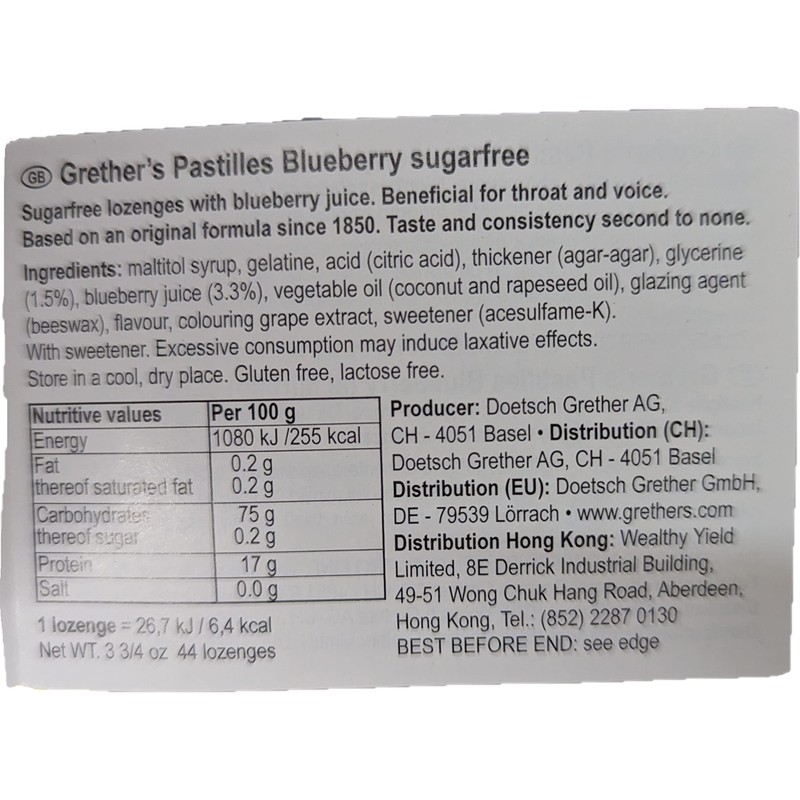 GB Grether's Pastilles Blueberry sugarfree
Sugarfree lozenges with blueberry juice. Beneficial for throat and voice.
Based on an original formula since 1850. Taste and consistency second to none.
Ingredients: maltitol syrup, gelatine, acid (citric acid), thickener (agar-agar), glycerine
(1.5%), blueberry juice (3.3%), vegetable oil (coconut and rapeseed oil), glazing agent
(beeswax), flavour, colouring grape extract, sweetener (acesulfame-K).
With sweetener. Excessive consumption may induce laxative effects.
Store in a cool, dry place. Gluten free, lactose free.
Nutritive values Per 100 g
Energy 1080 kJ /255 kcal
Fat 0.2 g
thereof saturated fat 0.2 g
Carbohydrates 75 g
thereof sugar 0.2 g
Protein 17 g
Salt 0.0 g
1 lozenge = 26,7 kJ / 6,4 kcal
Net WT. 3 3/4 oz 44 lozenges
Producer: Doetsch Grether AG,
CH - 4051 Basel • Distribution (CH):
Doetsch Grether AG, CH - 4051 Basel
Distribution (EU): Doetsch Grether GmbH,
DE - 79539 Lörrach • www.grethers.com
Distribution Hong Kong: Wealthy Yield
Limited, 8E Derrick Industrial Building,
49-51 Wong Chuk Hang Road, Aberdeen,
Hong Kong, Tel.: (852) 2287 0130
BEST BEFORE END: see edge